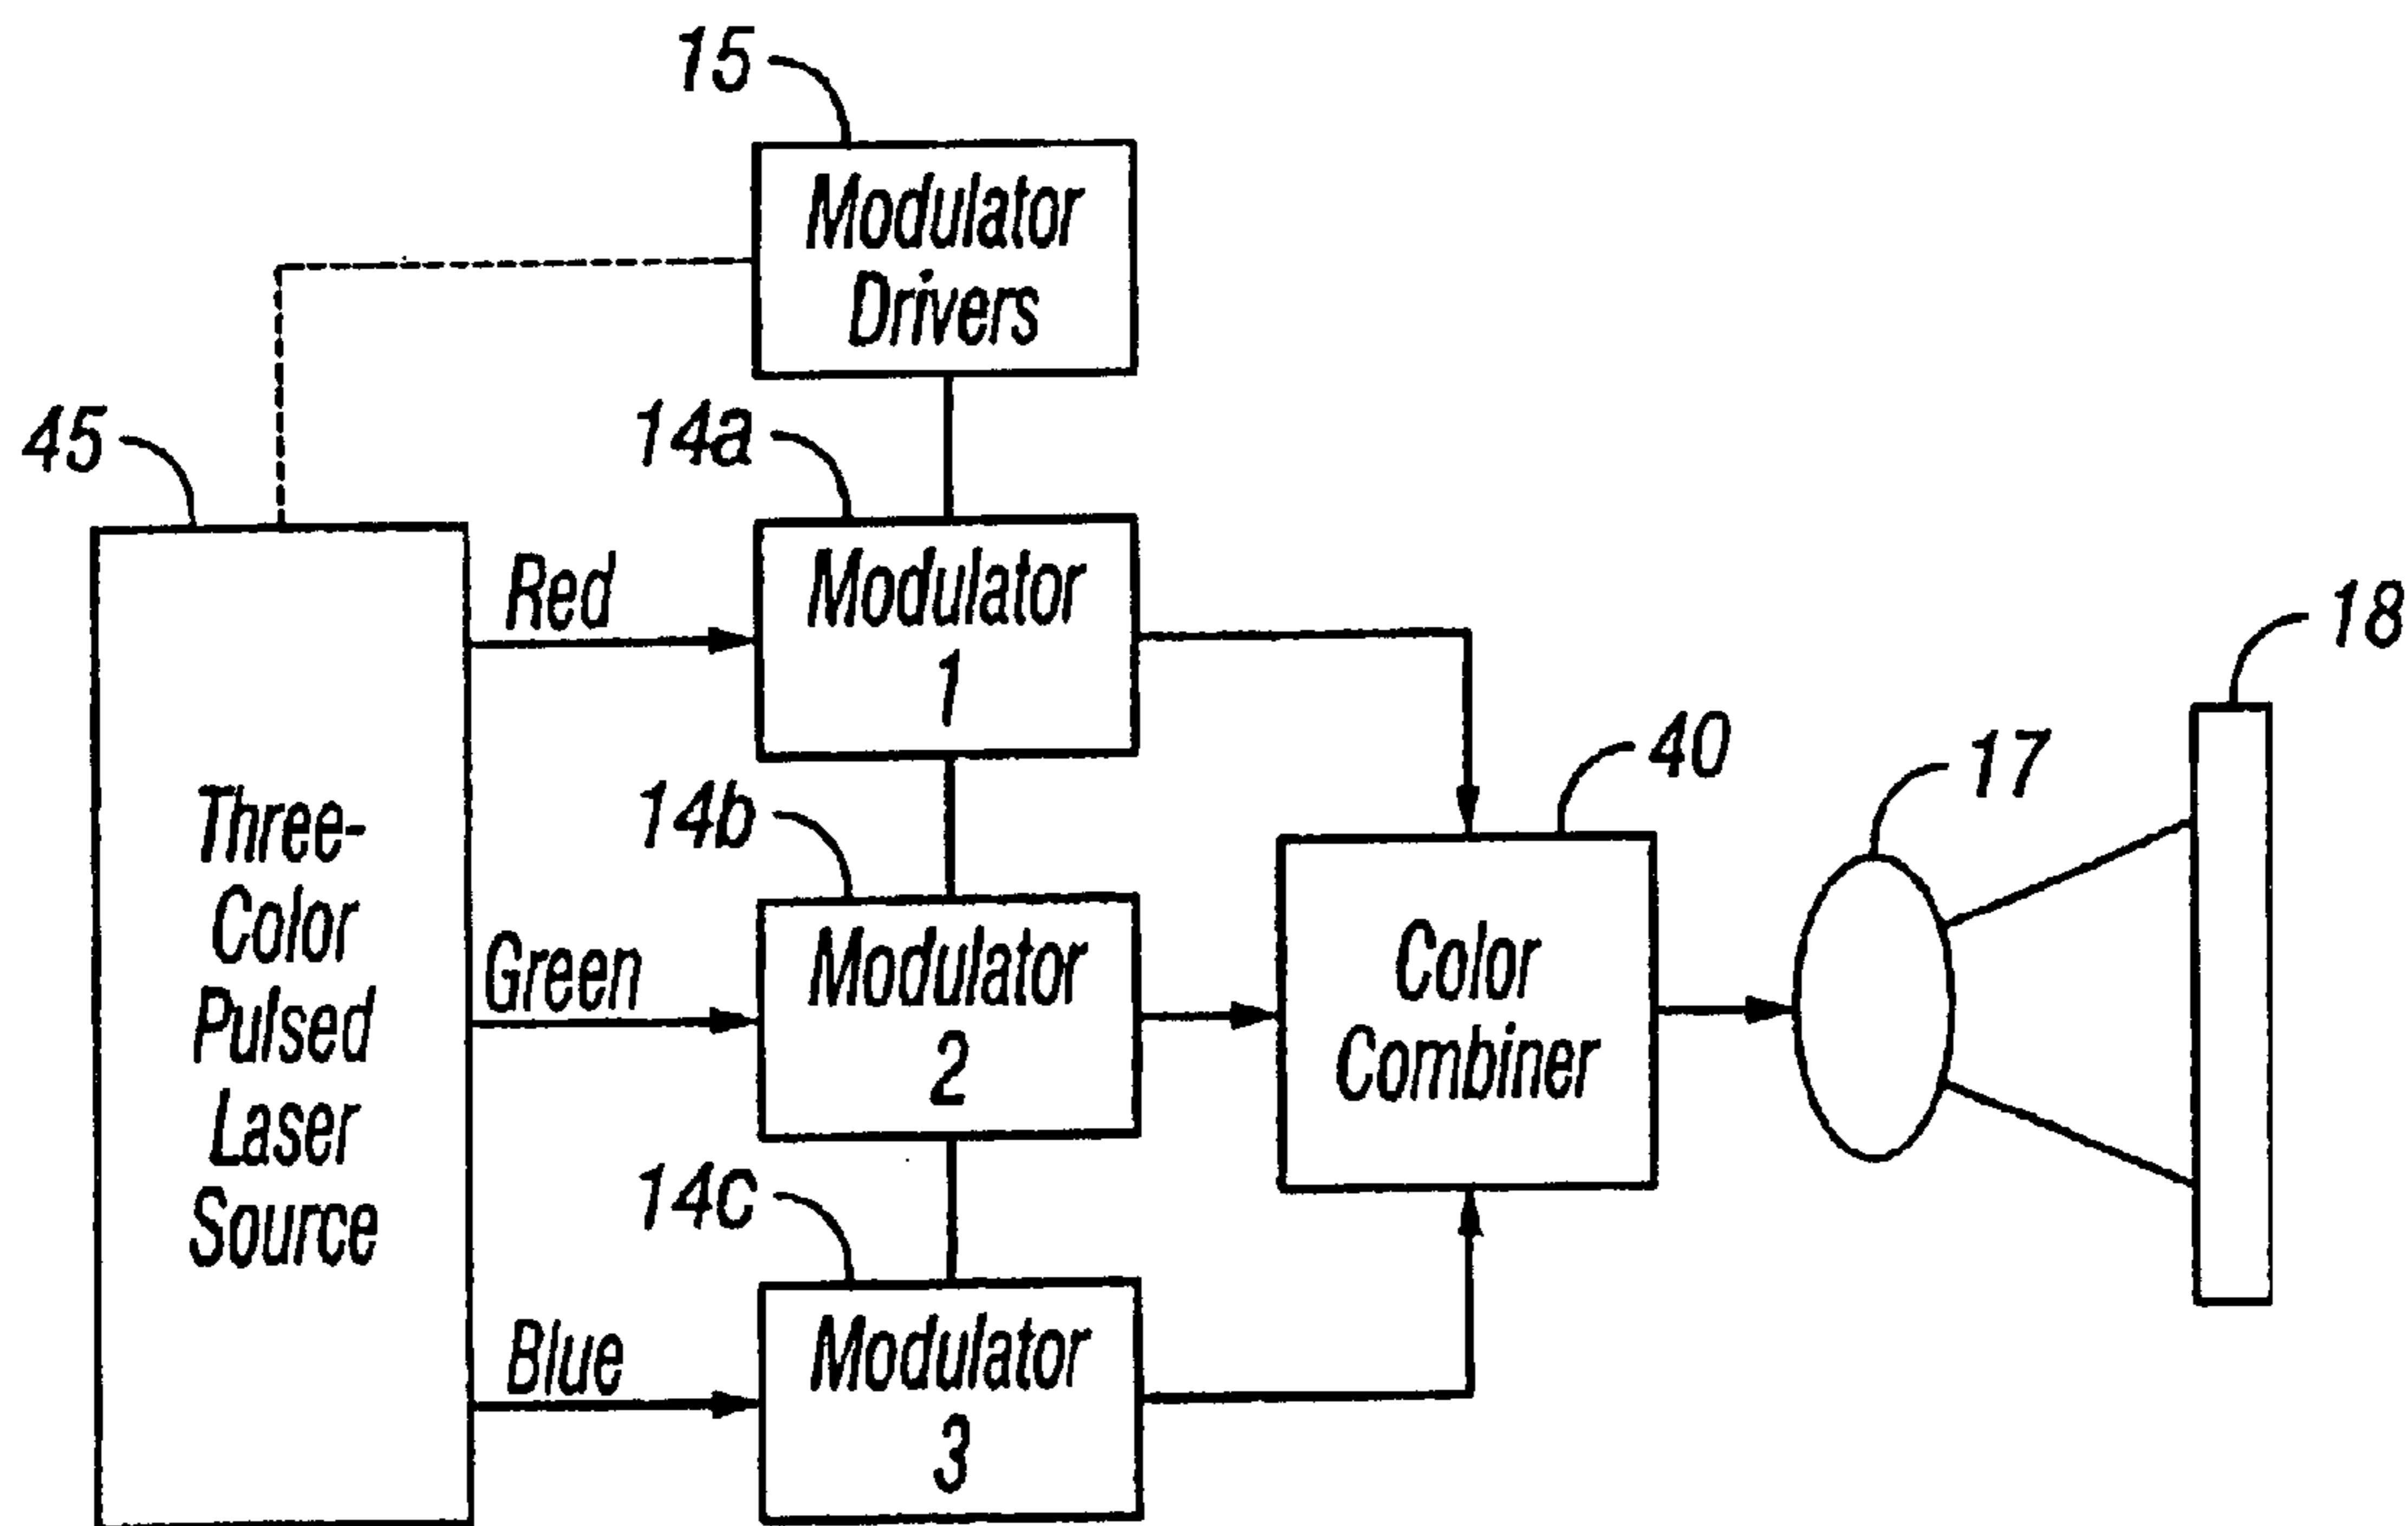 15
Modulator
Drivers
45
14a
Red
Modulator
1
18
14b
40
17
Three-
Color
Pulsed
Laser
Source
Green
Modulator
2
Color
Combiner
14c
Blue
Modulator
3